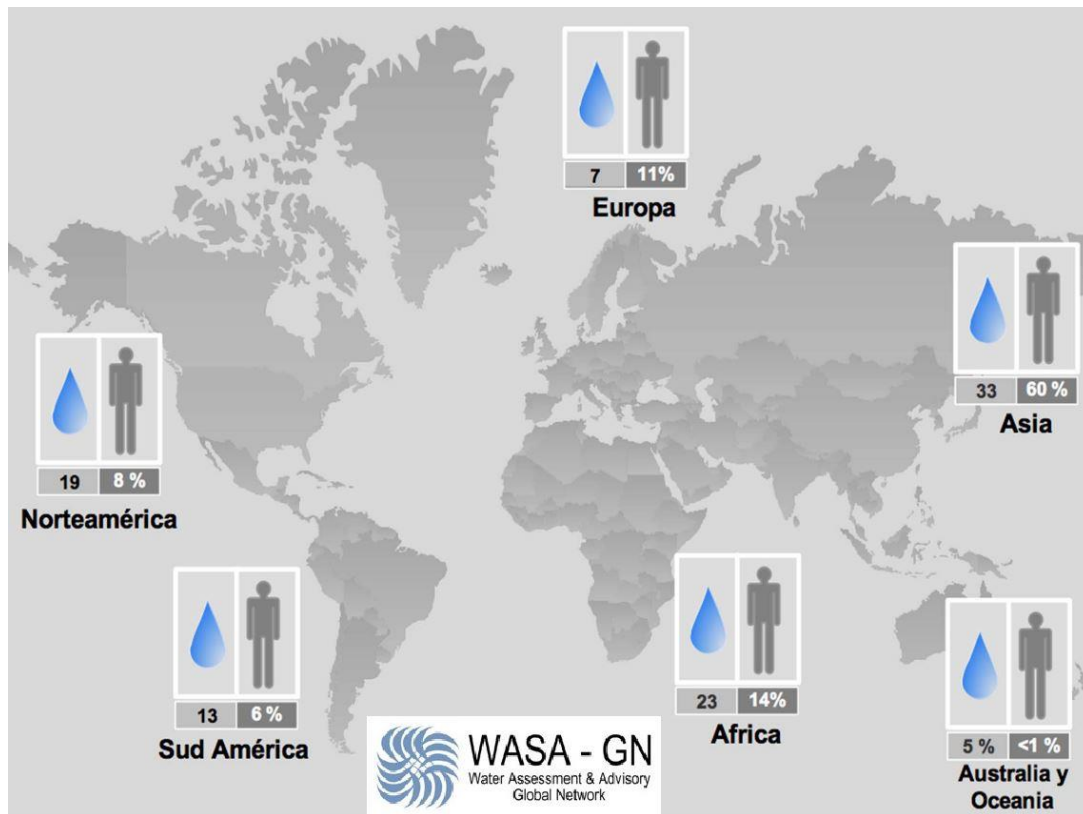 7 11%
Europa
33 60 %
Asia
19 8 %
Norteamérica
13 6 %
Sud América
23 14%
Africa
5 % <1 %
Australia y
Oceania
WASA - GN
Water Assessment & Advisory
Global Network